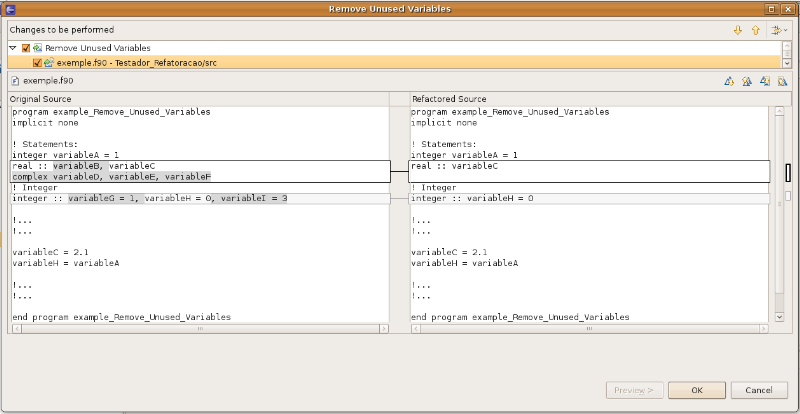 Remove Unused Variables
Changes to be performed
Remove Unused Variables
exemple.f90 - Testador_Refatoracao/src
exemple.f90
Original Source
Refactored Source
program example_Remove_Unused_Variables
implicit none
! Statements:
integer variableA = 1
real :: variableB, variableC
complex variableD, variableE, variableF
! Integer
integer :: variableG = 1, variableH = 0, variableI = 3
!...
!...
variableC = 2.1
variableH = variableA
!...
!...
end program example_Remove_Unused_Variables
program example_Remove_Unused_Variables
implicit none
! Statements:
integer variableA = 1
real :: variableC
! Integer
integer :: variableH = 0
!...
!...
variableC = 2.1
variableH = variableA
!...
!...
end program example_Remove_Unused_Variables
Preview >
OK
Cancel